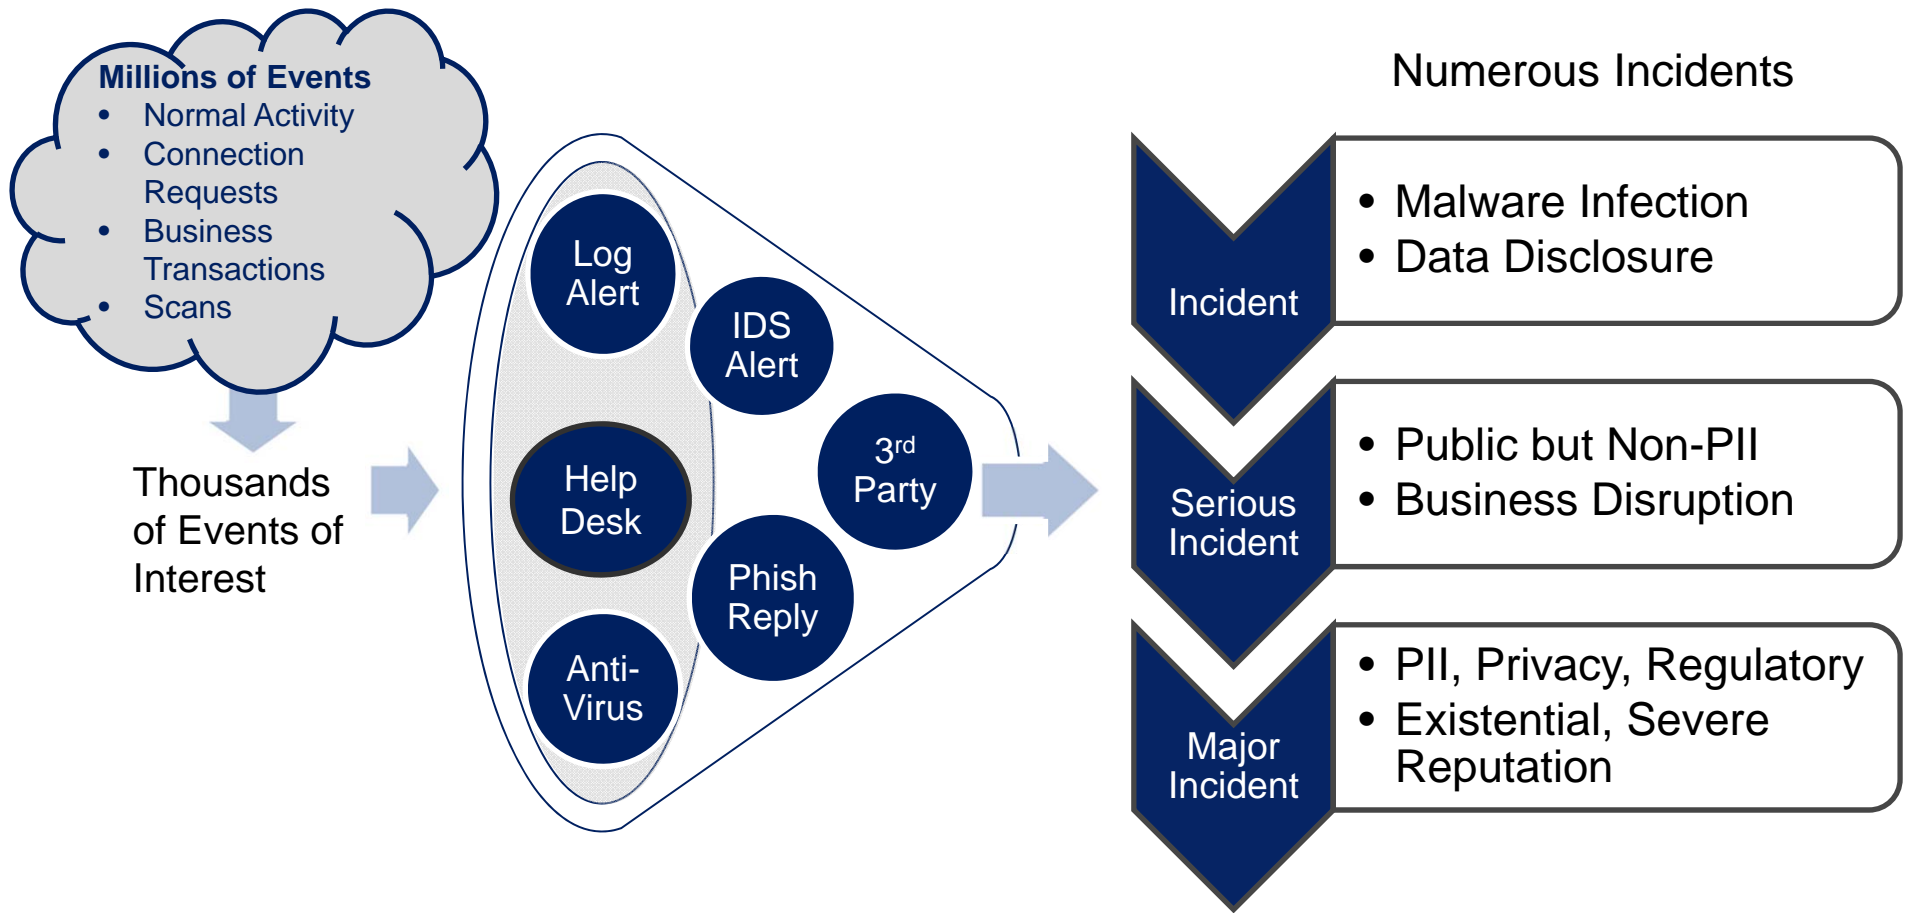 Millions of Events
• Normal Activity
• Connection
Requests
• Business
Transactions
• Scans
Thousands
of Events of
Interest
Log
Alert
IDS
Alert
Help
Desk
3rd
Party
Phish
Reply
Anti-
Virus
Numerous Incidents
Incident
• Malware Infection
• Data Disclosure
Serious
Incident
• Public but Non-PII
• Business Disruption
Major
Incident
• PII, Privacy, Regulatory
• Existential, Severe
Reputation